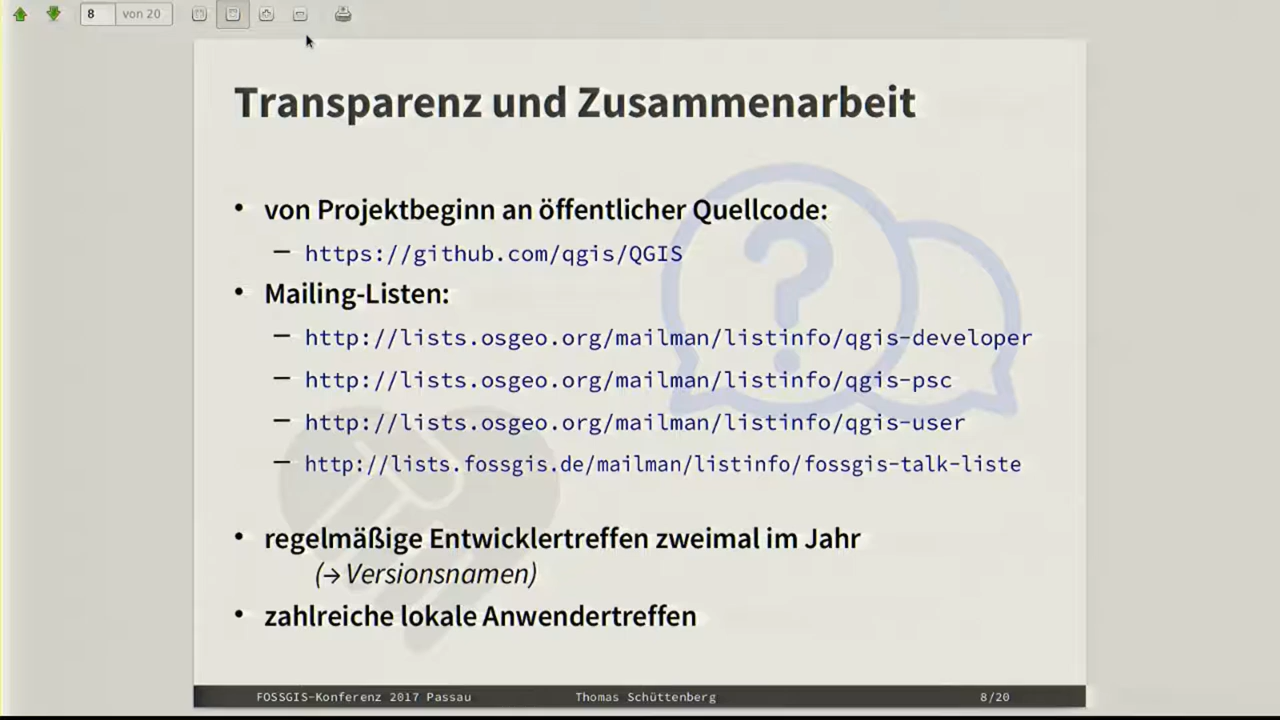 8 von 20
Transparenz und Zusammenarbeit
• von Projektbeginn an öffentlicher Quellcode:
– https://github.com/qgis/QGIS
• Mailing-Listen:
– http://lists.osgeo.org/mailman/listinfo/qgis-developer
– http://lists.osgeo.org/mailman/listinfo/qgis-psc
– http://lists.osgeo.org/mailman/listinfo/qgis-user
– http://lists.fossgis.de/mailman/listinfo/fossgis-talk-liste
• regelmäßige Entwicklertreffen zweimal im Jahr
(→ Versionsnamen)
• zahlreiche lokale Anwendertreffen
FOSSGIS-Konferenz 2017 Passau Thomas Schüttenberg 8/20